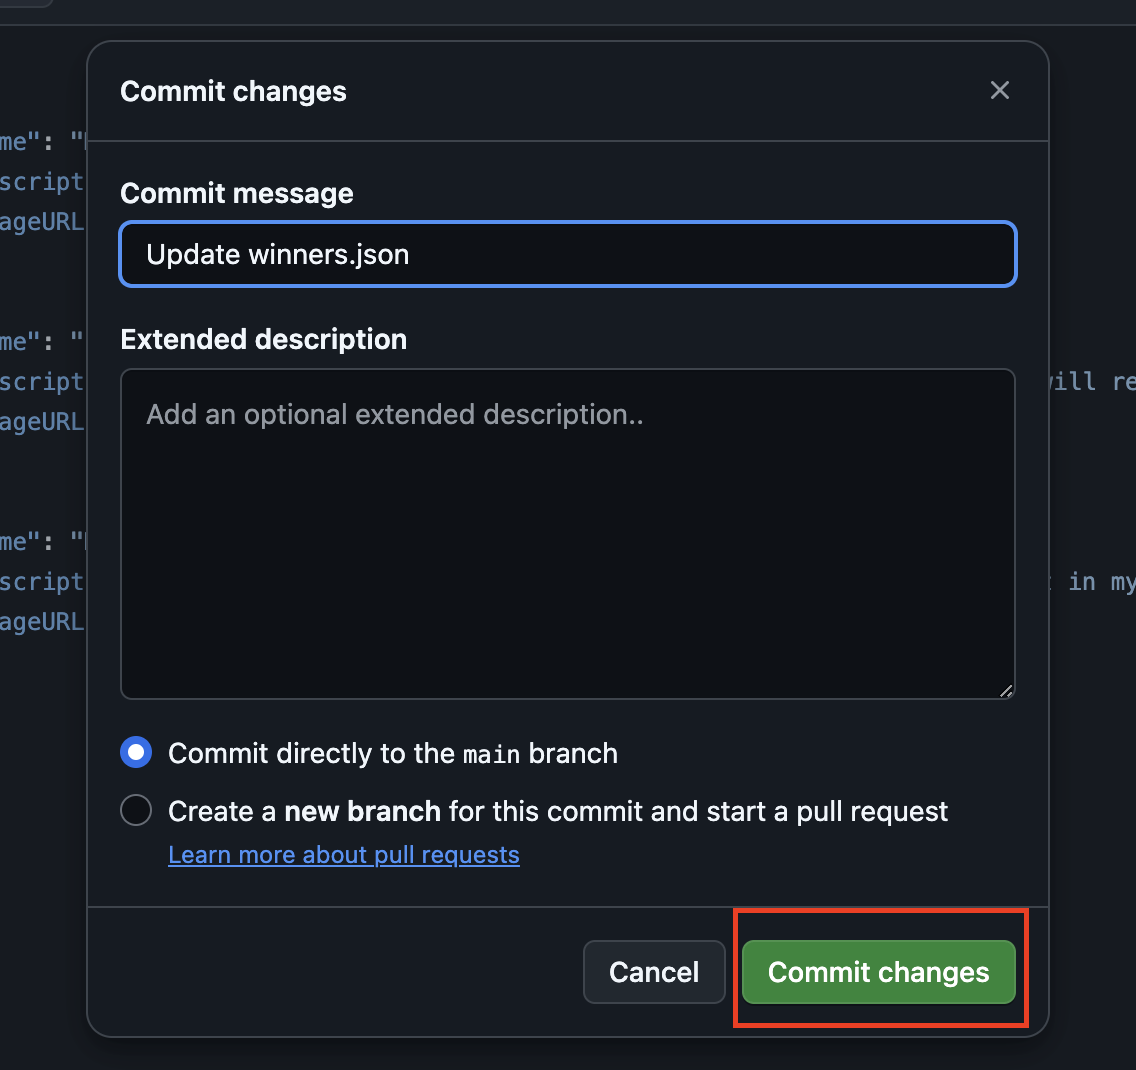 Commit changes
me": "
Commit message
script
ageURL
Update winners.json
Extended description
me": "
script
will re
Add an optional extended description..
ageURL
me": "
script
in my
ageURL
Commit directly to the main branch
Create a new branch for this commit and start a pull request
Learn more about pull requests
Cancel
Commit changes